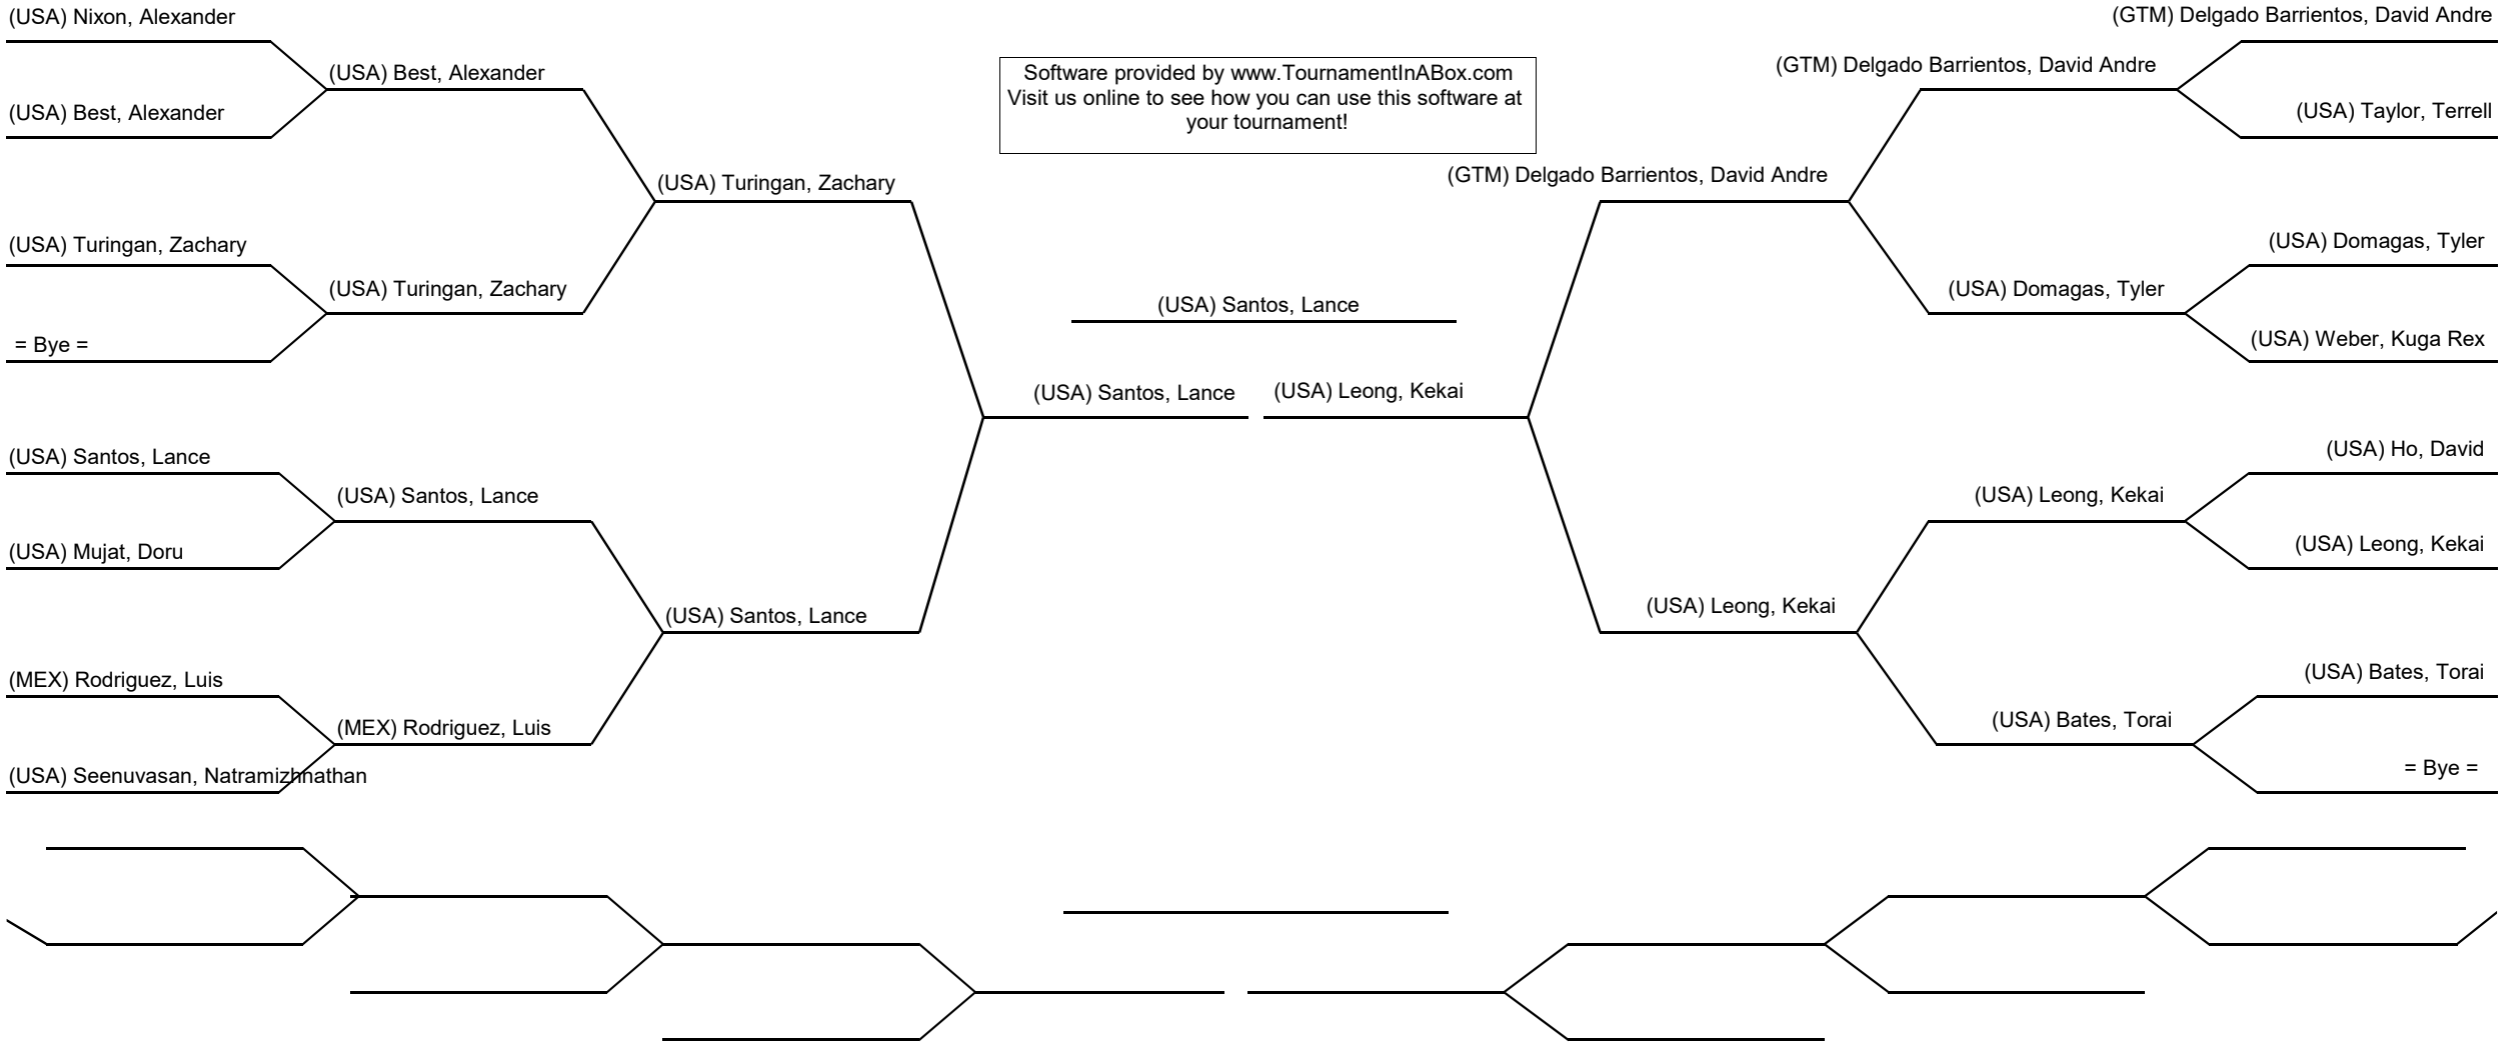 (USA) Nixon, Alexander
(USA) Best, Alexander
(USA) Best, Alexander
(USA) Turingan, Zachary
(USA) Turingan, Zachary
(USA) Turingan, Zachary
= Bye =
(USA) Santos, Lance
(USA) Santos, Lance
(USA) Mujat, Doru
(USA) Santos, Lance
(MEX) Rodriguez, Luis
(MEX) Rodriguez, Luis
(USA) Seenuvasan, Natramizhnathan
Software provided by www.TournamentInABox.com
Visit us online to see how you can use this software at
your tournament!
(USA) Santos, Lance
(USA) Santos, Lance
(USA) Leong, Kekai
(GTM) Delgado Barrientos, David Andre
(GTM) Delgado Barrientos, David Andre
(USA) Taylor, Terrell
(GTM) Delgado Barrientos, David Andre
(USA) Domagas, Tyler
(USA) Domagas, Tyler
(USA) Weber, Kuga Rex
(USA) Ho, David
(USA) Leong, Kekai
(USA) Leong, Kekai
(USA) Leong, Kekai
(USA) Bates, Torai
(USA) Bates, Torai
= Bye =